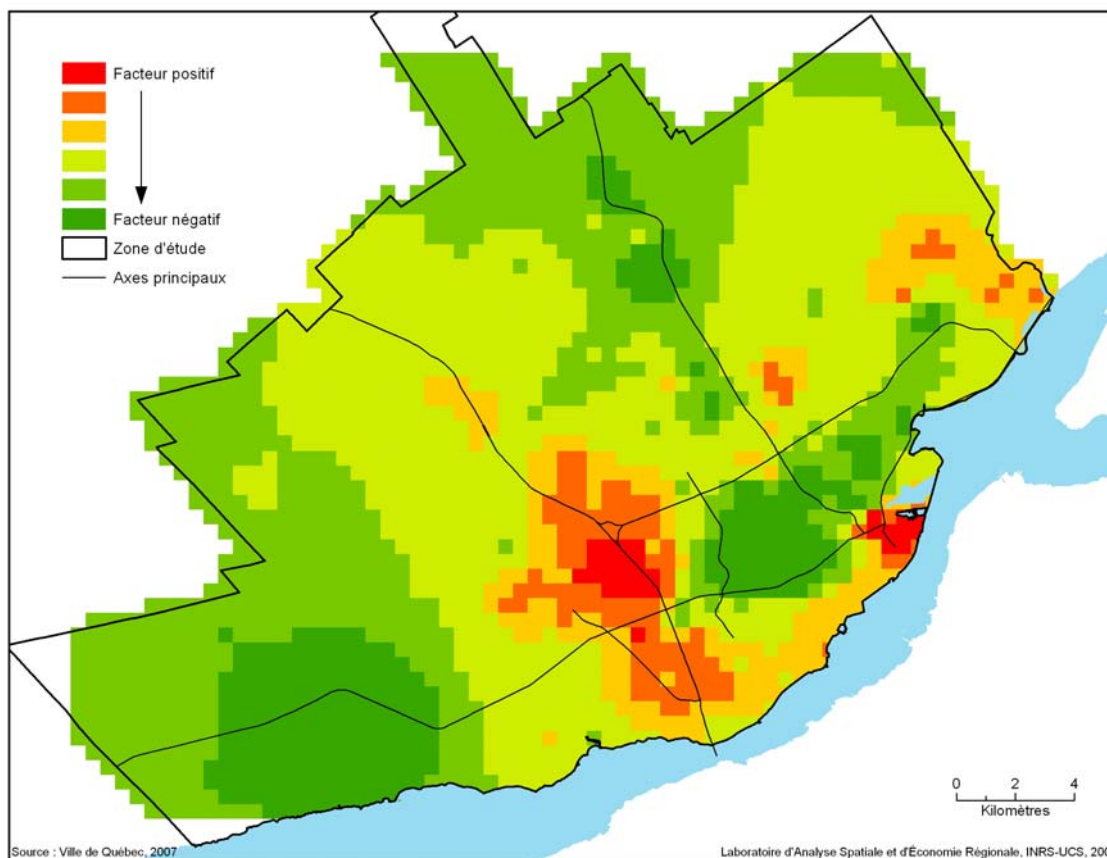 Facteur positif
Facteur négatif
Zone d'étude
Axes principaux
0 2 4
Kilomètres
Source : Ville de Québec, 2007
Laboratoire d'Analyse Spatiale et d'Économie Régionale, INRS-UCS,